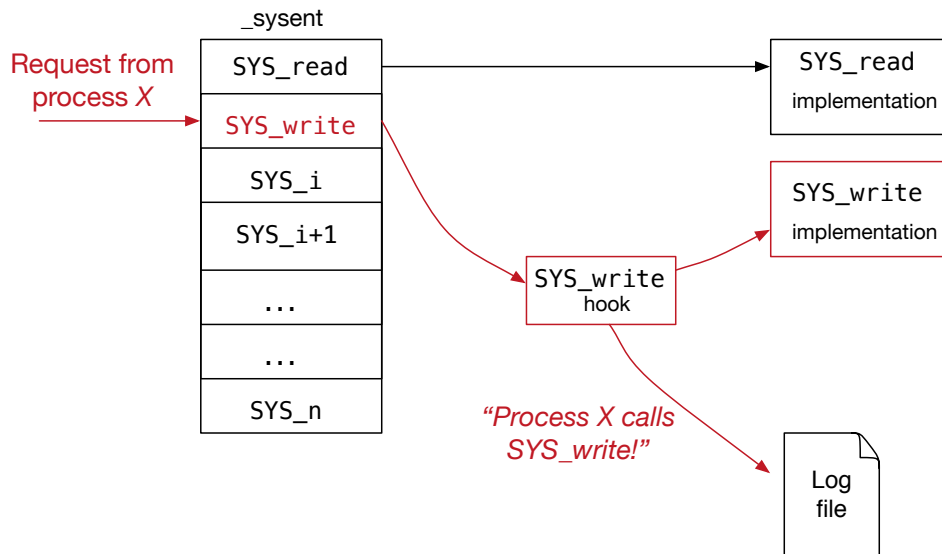 _sysent
Request from
process X
SYS_read
SYS_write
SYS_i
SYS_i+1
...
...
SYS_n
SYS_read
implementation
SYS_write
implementation
SYS_write
hook
“Process X calls
SYS_write!”
Log
file